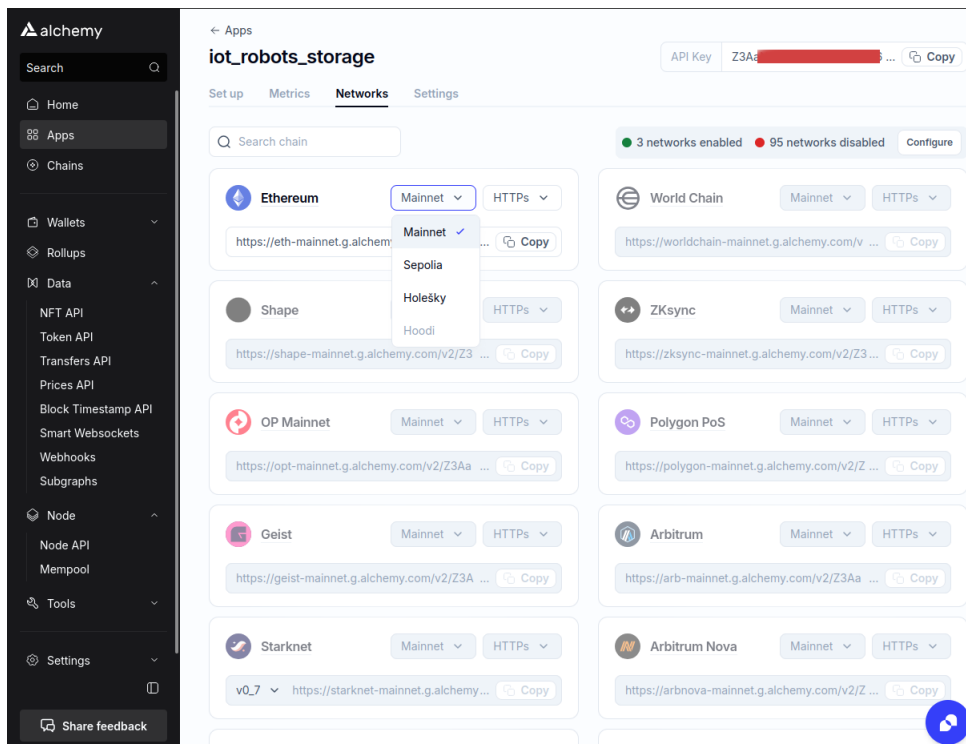 alchemy
Search
Home
Apps
Chains
Wallets
Rollups
Data
NFT API
Token API
Transfers API
Prices API
Block Timestamp API
Smart Websockets
Webhooks
Subgraphs
Node
Node API
Mempool
Tools
Settings
Share feedback
← Apps
iot_robots_storage
API Key Z3Aa ... Copy
Set up Metrics Networks Settings
Search chain
3 networks enabled 95 networks disabled Configure
Ethereum Mainnet HTTPs
https://eth-mainnet.g.alchem ... Copy
Mainnet
Sepolia
Holešky
Hoodi
World Chain Mainnet HTTPs
https://worldchain-mainnet.g.alchemy.com/v ... Copy
Shape HTTPs
https://shape-mainnet.g.alchemy.com/v2/Z3 ... Copy
ZKsync Mainnet HTTPs
https://zksync-mainnet.g.alchemy.com/v2/Z3... Copy
OP Mainnet Mainnet HTTPs
https://opt-mainnet.g.alchemy.com/v2/Z3Aa ... Copy
Polygon PoS Mainnet HTTPs
https://polygon-mainnet.g.alchemy.com/v2/Z ... Copy
Geist Mainnet HTTPs
https://geist-mainnet.g.alchemy.com/v2/Z3A ... Copy
Arbitrum Mainnet HTTPs
https://arb-mainnet.g.alchemy.com/v2/Z3Aa ... Copy
Starknet Mainnet HTTPs
v0_7 https://starknet-mainnet.g.alchemy... Copy
Arbitrum Nova Mainnet HTTPs
https://arbnova-mainnet.g.alchemy.com/v2/Z ... Copy